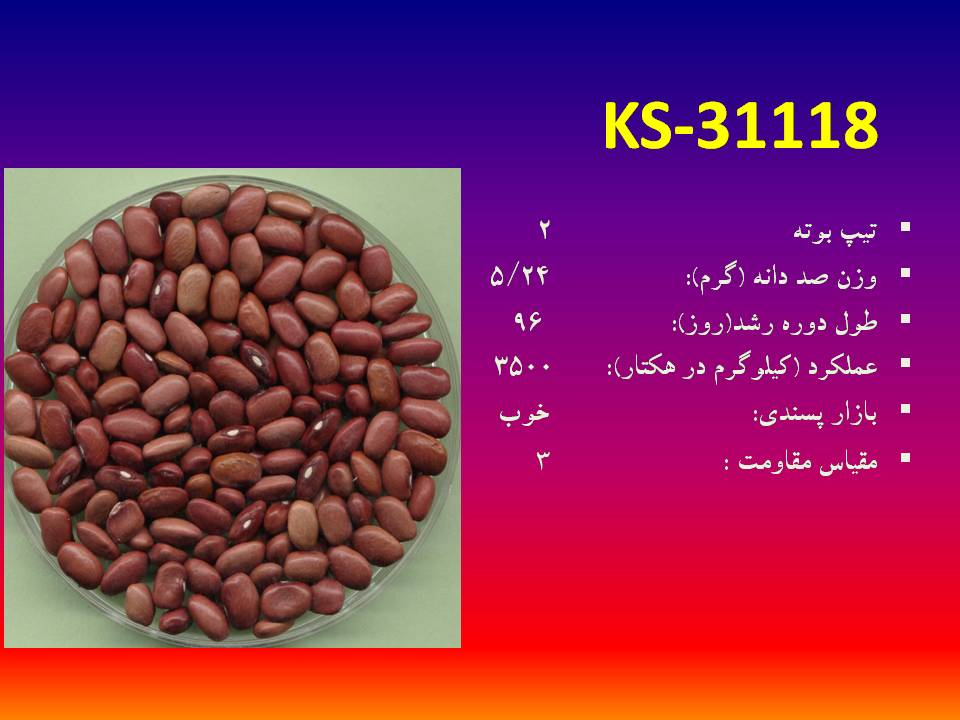 KS-31118
▪ تیپ بوته ۲
▪ وزن صد دانه (گرم): ۵/۲۴
▪ طول دوره رشد(روز): ۹۶
▪ عملکرد (کیلوگرم در هکتار): ۳۵۰۰
▪ بازار پسندی: خوب
▪ مقیاس مقاومت : ۳